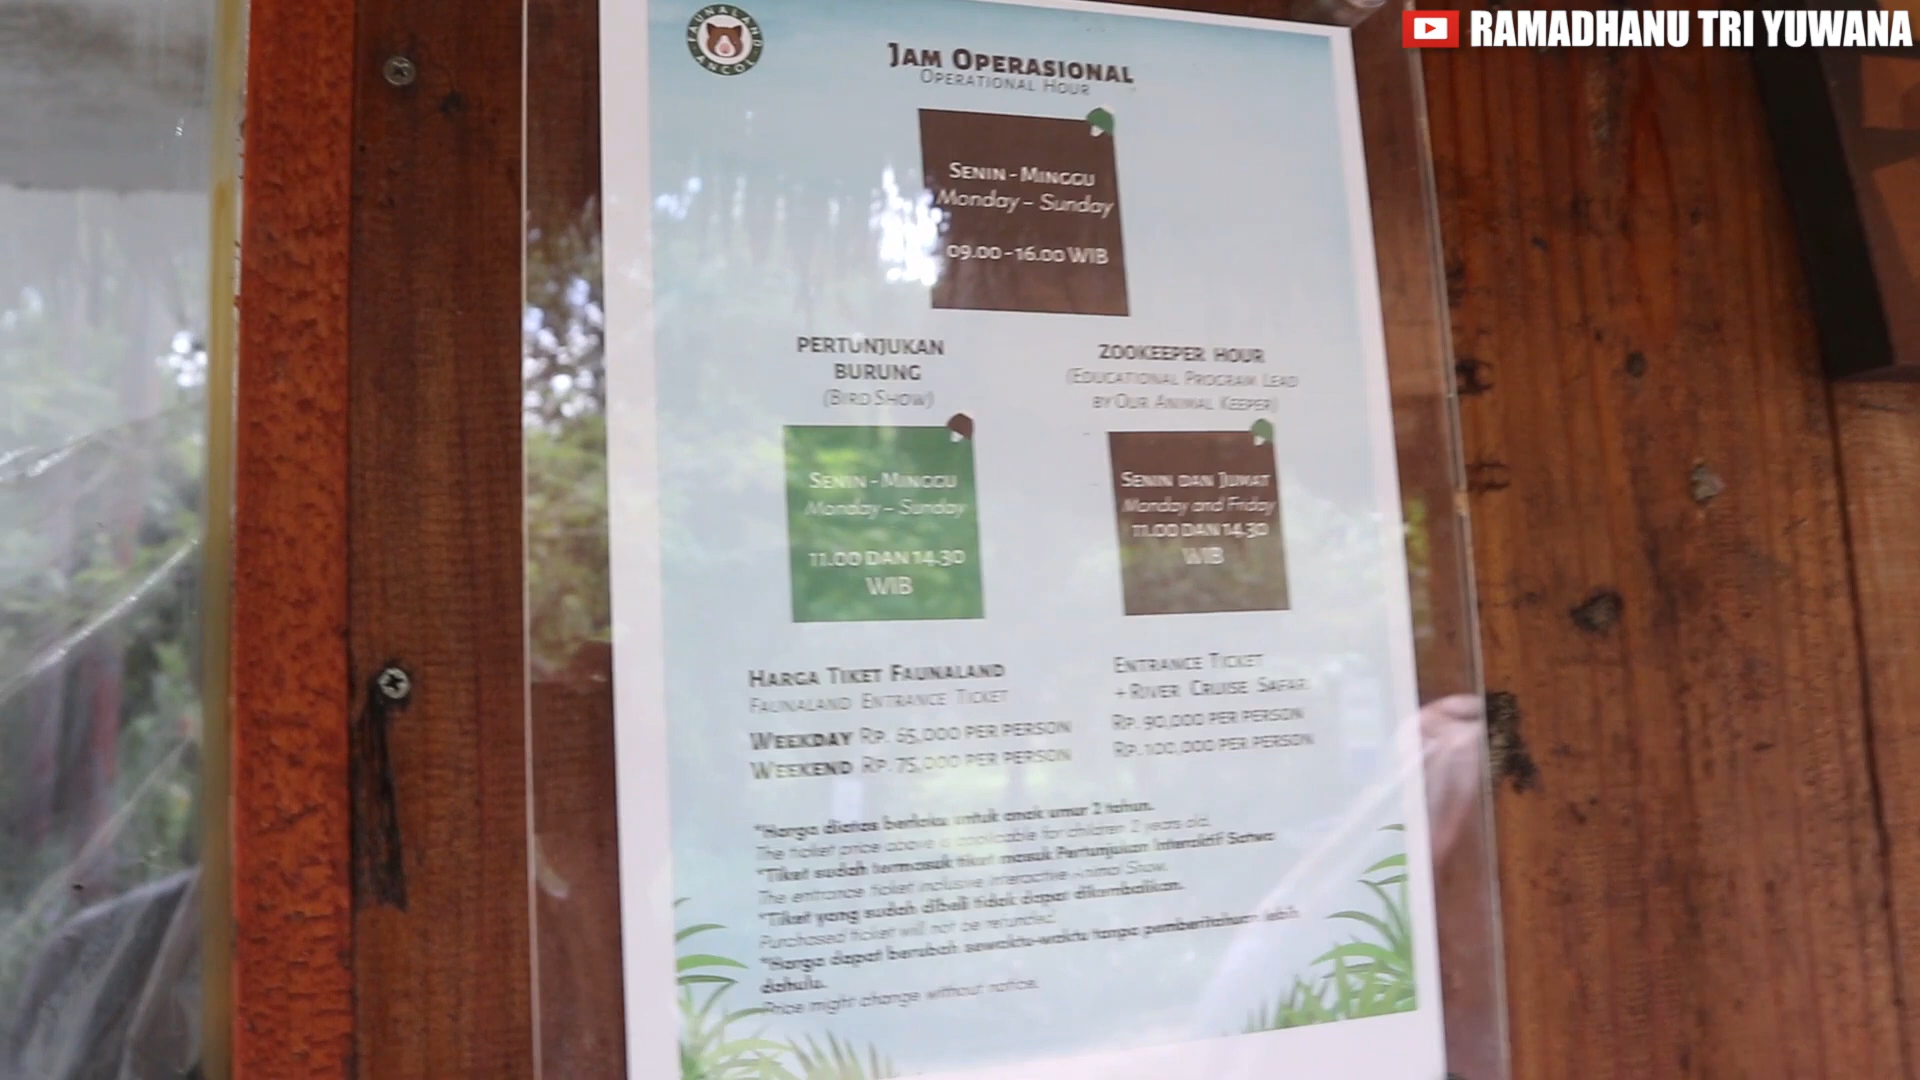 RAMADHANU TRI YUWANA
FAUNALAND
ANCOL
JAM OPERASIONAL
OPERATIONAL HOUR
SENIN - MINGGU
Monday - Sunday
09.00 - 16.00 WIB
PERTUNJUKAN
BURUNG
(BIRD SHOW)
SENIN - MINGGU
Monday - Sunday
11.00 DAN 14.30
WIB
ZOOKEEPER HOUR
(EDUCATIONAL PROGRAM LEAD
BY OUR ANIMAL KEEPER)
SENIN DAN JUMAT
Monday and Friday
11.00 DAN 14.30
WIB
HARGA TIKET FAUNALAND
FAUNALAND ENTRANCE TICKET
WEEKDAY RP. 65,000 PER PERSON
WEEKEND RP. 75,000 PER PERSON
ENTRANCE TICKET
+ RIVER CRUISE SAFARI
RP. 90,000 PER PERSON
RP. 100,000 PER PERSON
*Harga diatas berlaku untuk anak umur 2 tahun.
The ticket price above is applicable for children 2 years old.
*Tiket sudah termasuk tiket masuk Pertunjukan Interaktif Satwa
The entrance ticket inclusive interactive Animal Show.
*Tiket yang sudah dibeli tidak dapat dikembalikan.
Purchased ticket will not be refunded.
*Harga dapat berubah sewaktu-waktu tanpa pemberitahuan lebih
dahulu.
Price might change without notice.